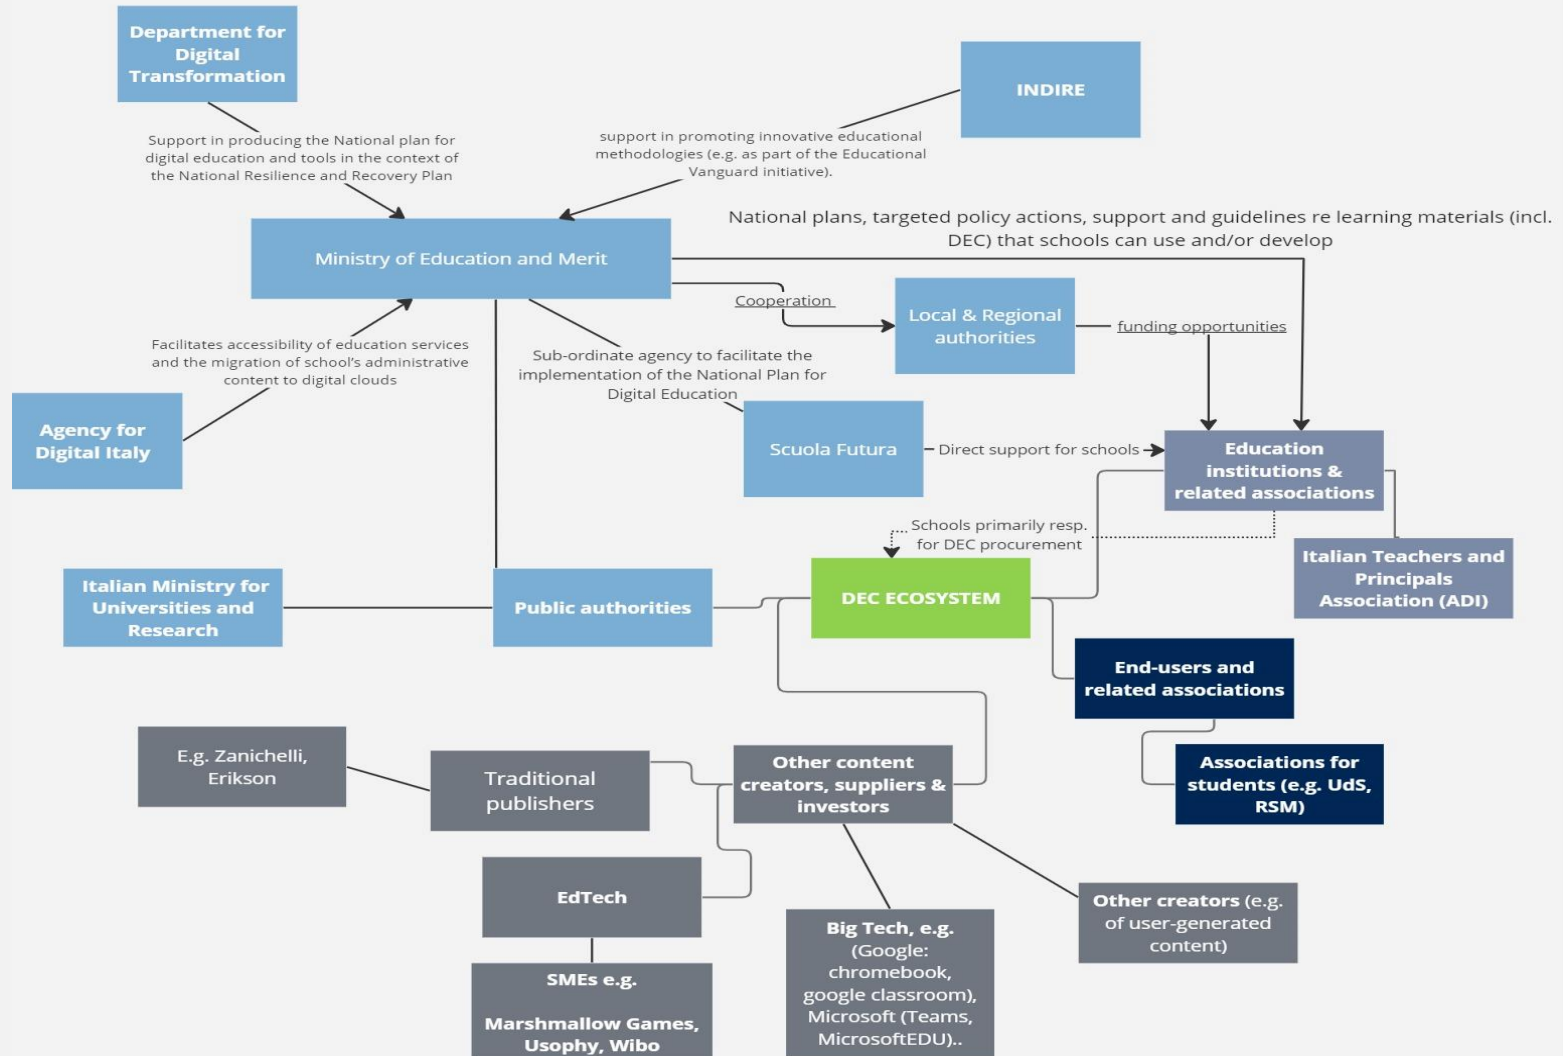 Department for
Digital
Transformation
INDIRE
Support in producing the National plan for
digital education and tools in the context of
the National Resilience and Recovery Plan
support in promoting innovative educational
methodologies (e.g. as part of the Educational
Vanguard initiative).
National plans, targeted policy actions, support and guidelines re learning materials (incl.
DEC) that schools can use and/or develop
Ministry of Education and Merit
Cooperation
Local & Regional
authorities
funding opportunities
Facilitates accessibility of education services
and the migration of school’s administrative
content to digital clouds
Sub-ordinate agency to facilitate the
implementation of the National Plan for
Digital Education
Agency for
Digital Italy
Scuola Futura
Direct support for schools
Education
institutions &
related associations
Schools primarily resp.
for DEC procurement
Italian Teachers and
Principals
Association (ADI)
Italian Ministry for
Universities and
Research
Public authorities
DEC ECOSYSTEM
End-users and
related associations
E.g. Zanichelli,
Erikson
Traditional
publishers
Other content
creators, suppliers &
investors
Associations for
students (e.g. UdS,
RSM)
EdTech
Other creators (e.g.
of user-generated
content)
Big Tech, e.g.
(Google:
chromebook,
google classroom),
Microsoft (Teams,
MicrosoftEDU)..
SMEs e.g.
Marshmallow Games,
Usophy, Wibo